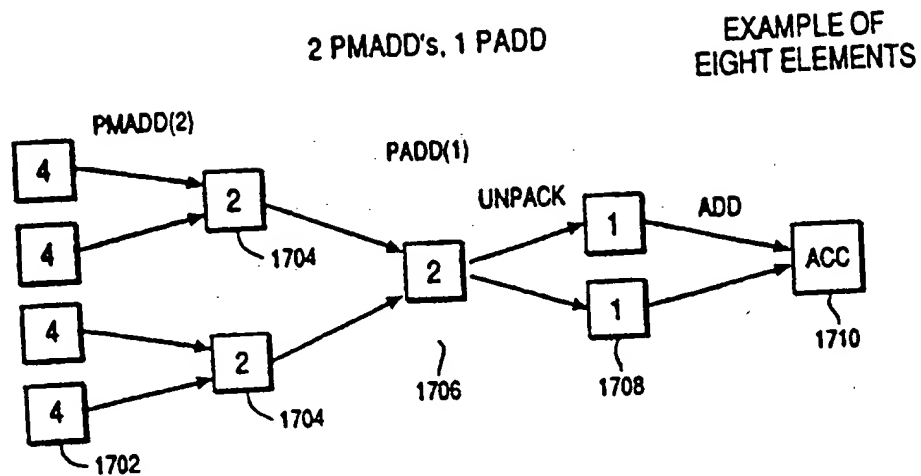 2 PMADD's, 1 PADD
EXAMPLE OF
EIGHT ELEMENTS
PMADD(2)
PADD(1)
UNPACK
ADD
4
4
4
4
2
2
2
1
1
ACC
1704
1704
1706
1708
1710
1702